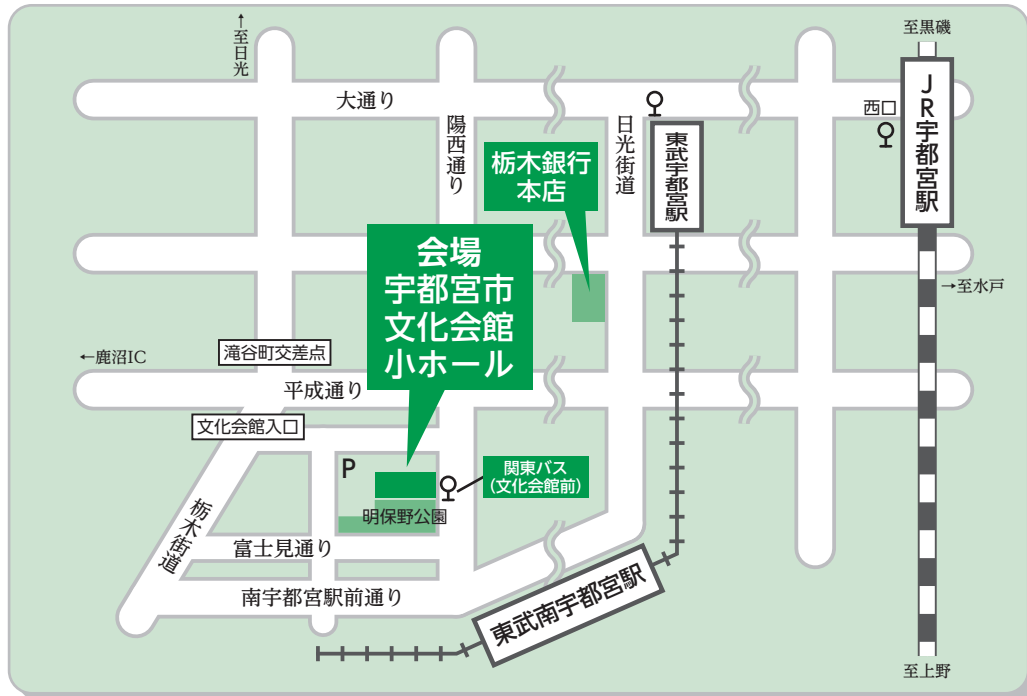 ↑至日光
至黒磯
大通り
陽西通り
日光街道
東武宇都宮駅
西口
JR宇都宮駅
栃木銀行
本店
会場
宇都宮市
文化会館
小ホール
→至水戸
滝谷町交差点
←鹿沼IC
平成通り
文化会館入口
P
関東バス
(文化会館前)
明保野公園
栃木街道
富士見通り
南宇都宮駅前通り
東武南宇都宮駅
至上野